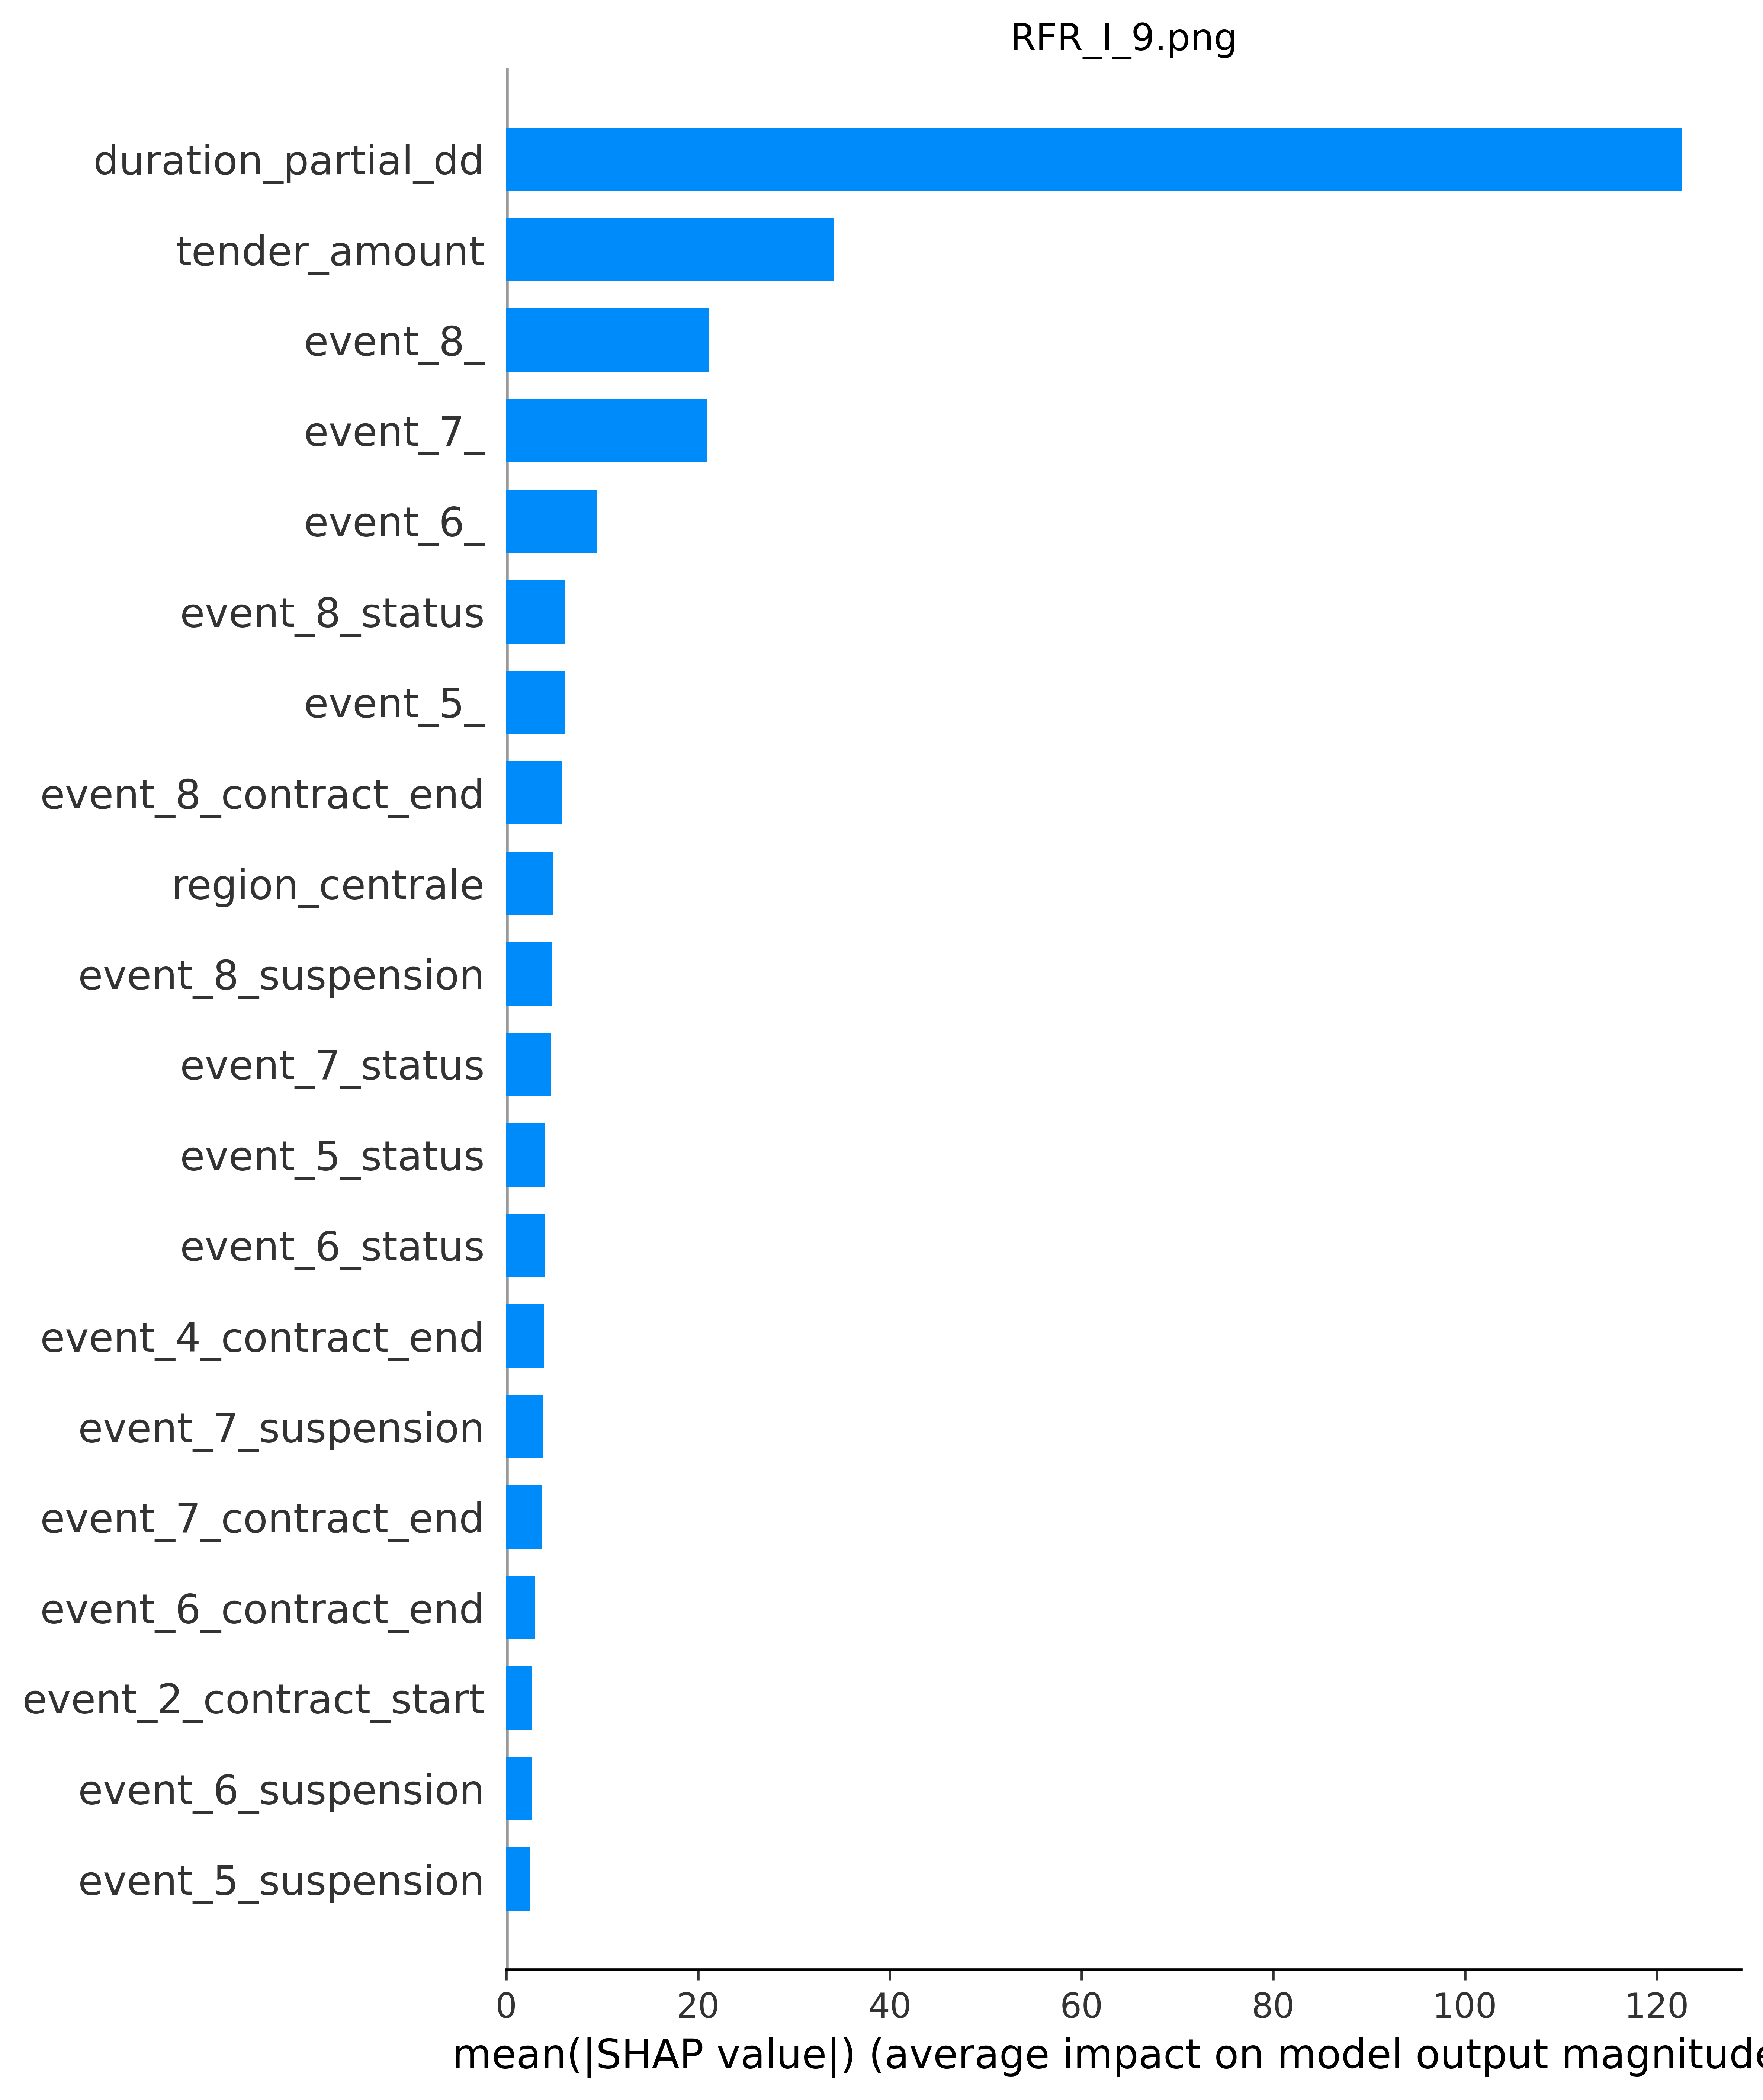 RFR_I_9.png
duration_partial_dd
tender_amount
event_8_
event_7_
event_6_
event_8_status
event_5_
event_8_contract_end
region_centrale
event_8_suspension
event_7_status
event_5_status
event_6_status
event_4_contract_end
event_7_suspension
event_7_contract_end
event_6_contract_end
event_2_contract_start
event_6_suspension
event_5_suspension
0 20 40 60 80 100 120
mean(|SHAP value|) (average impact on model output magnitude